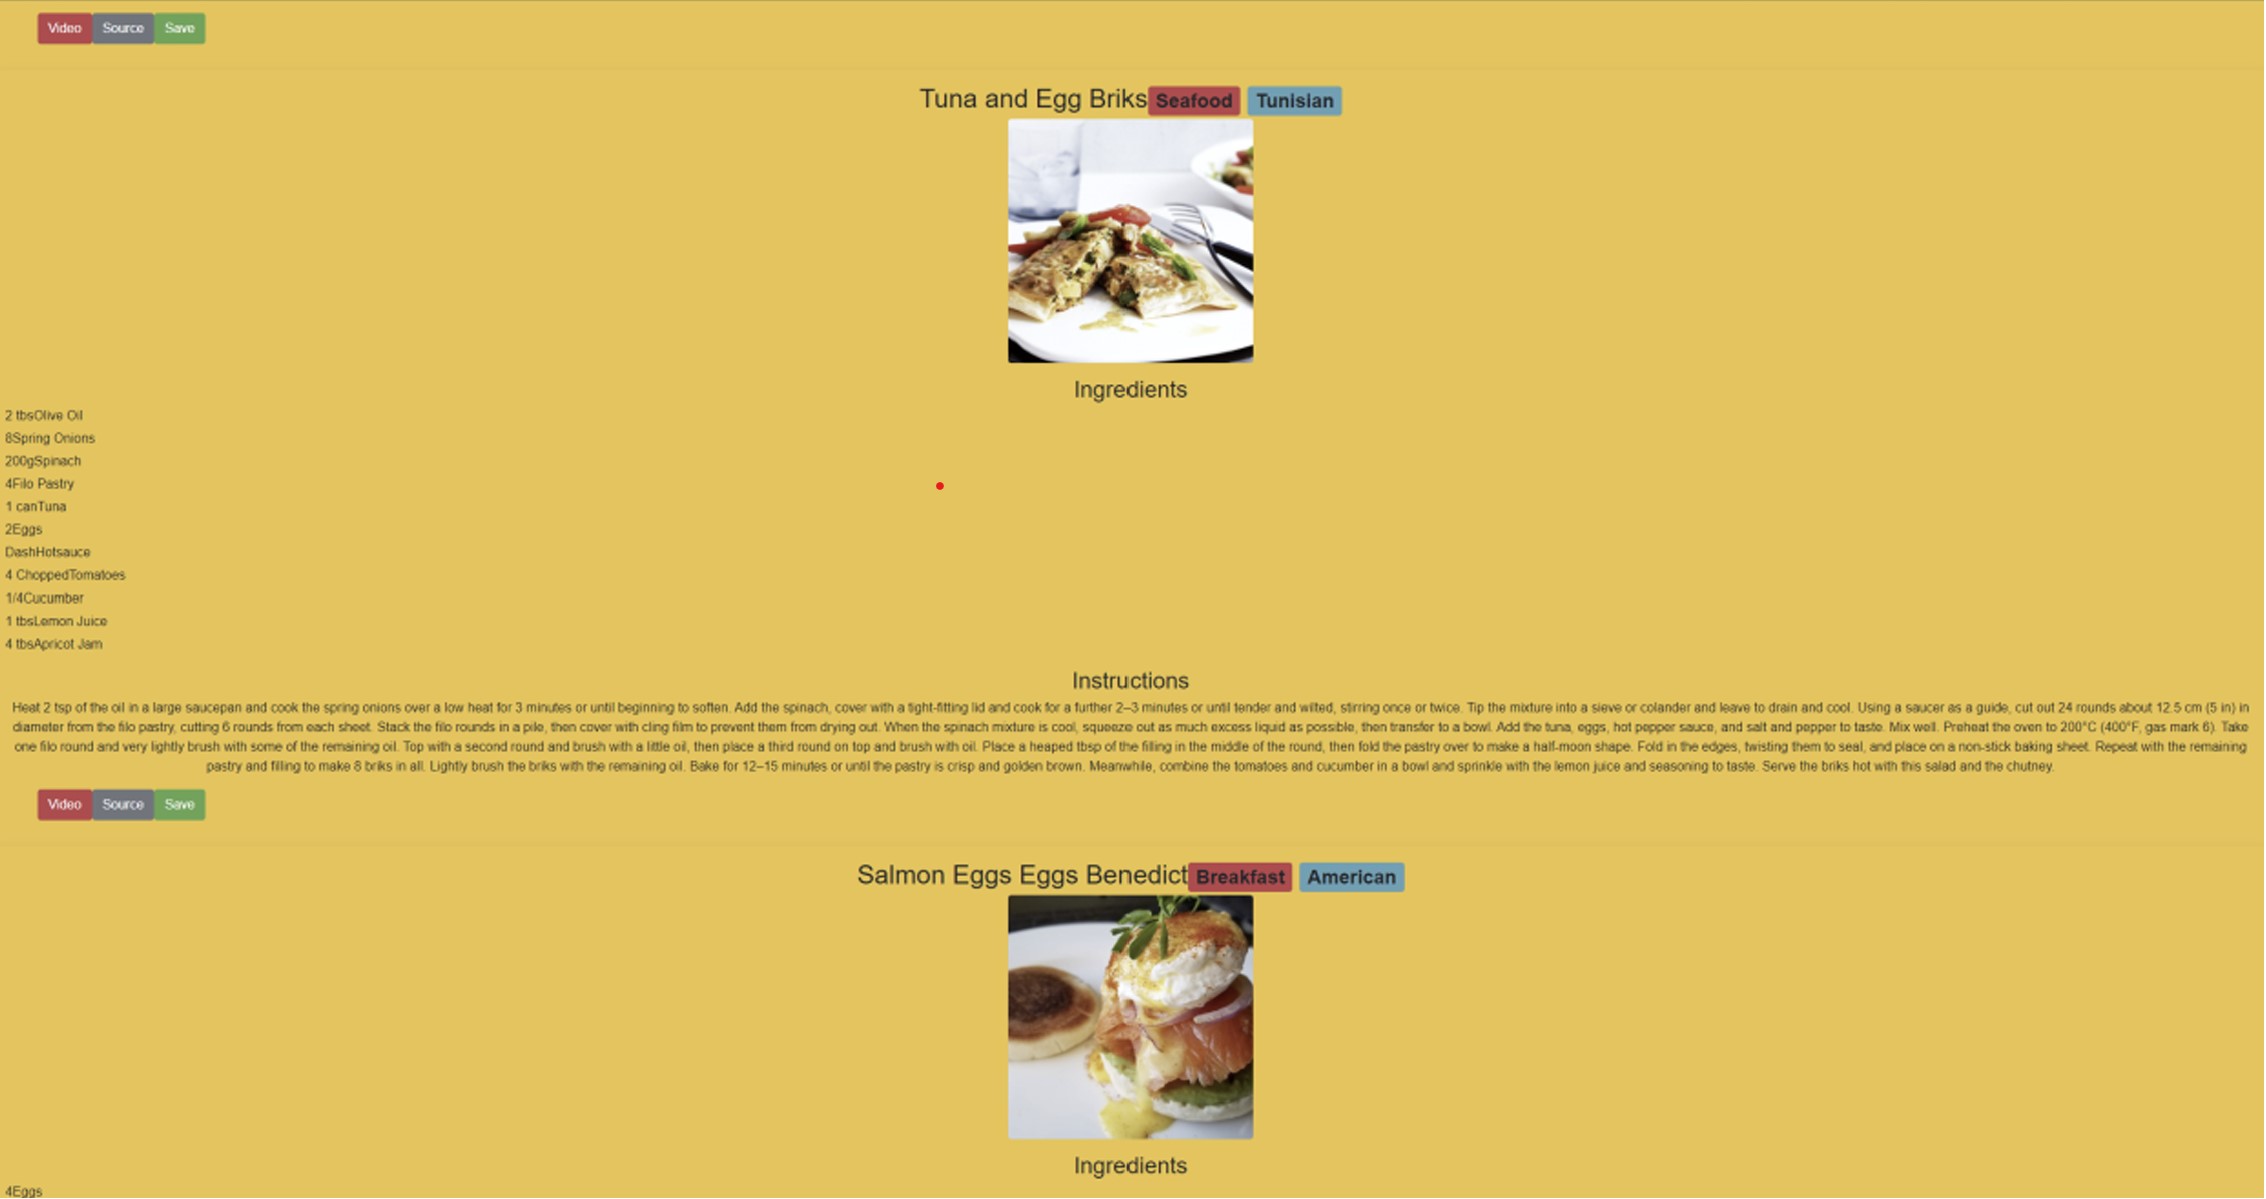 Video Source Save
Tuna and Egg Briks Seafood Tunisian
Ingredients
2 tbsOlive Oil
8Spring Onions
200gSpinach
4Filo Pastry
1 canTuna
2Eggs
DashHotsauce
4 ChoppedTomatoes
1/4Cucumber
1 tbsLemon Juice
4 tbsApricot Jam
Instructions
Heat 2 tsp of the oil in a large saucepan and cook the spring onions over a low heat for 3 minutes or until beginning to soften. Add the spinach, cover with a tight-fitting lid and cook for a further 2–3 minutes or until tender and wilted, stirring once or twice. Tip the mixture into a sieve or colander and leave to drain and cool. Using a saucer as a guide, cut out 24 rounds about 12.5 cm (5 in) in
diameter from the filo pastry, cutting 6 rounds from each sheet. Stack the filo rounds in a pile, then cover with cling film to prevent them from drying out. When the spinach mixture is cool, squeeze out as much excess liquid as possible, then transfer to a bowl. Add the tuna, eggs, hot pepper sauce, and salt and pepper to taste. Mix well. Preheat the oven to 200°C (400°F, gas mark 6). Take
one filo round and very lightly brush with some of the remaining oil. Top with a second round and brush with a little oil, then place a third round on top and brush with oil. Place a heaped tbsp of the filling in the middle of the round, then fold the pastry over to make a half-moon shape. Fold in the edges, twisting them to seal, and place on a non-stick baking sheet. Repeat with the remaining
pastry and filling to make 8 briks in all. Lightly brush the briks with the remaining oil. Bake for 12–15 minutes or until the pastry is crisp and golden brown. Meanwhile, combine the tomatoes and cucumber in a bowl and sprinkle with the lemon juice and seasoning to taste. Serve the briks hot with this salad and the chutney.
Video Source Save
Salmon Eggs Eggs Benedict Breakfast American
Ingredients
4Eggs